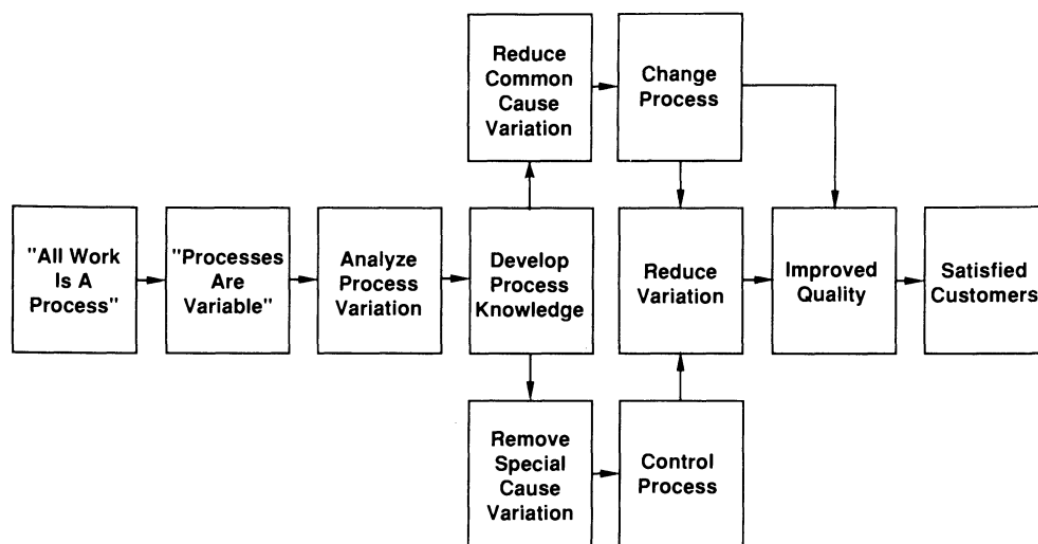 Reduce
Common
Cause
Variation
Change
Process
"All Work
Is A
Process"
"Processes
Are
Variable"
Analyze
Process
Variation
Develop
Process
Knowledge
Reduce
Variation
Improved
Quality
Satisfied
Customers
Remove
Special
Cause
Variation
Control
Process